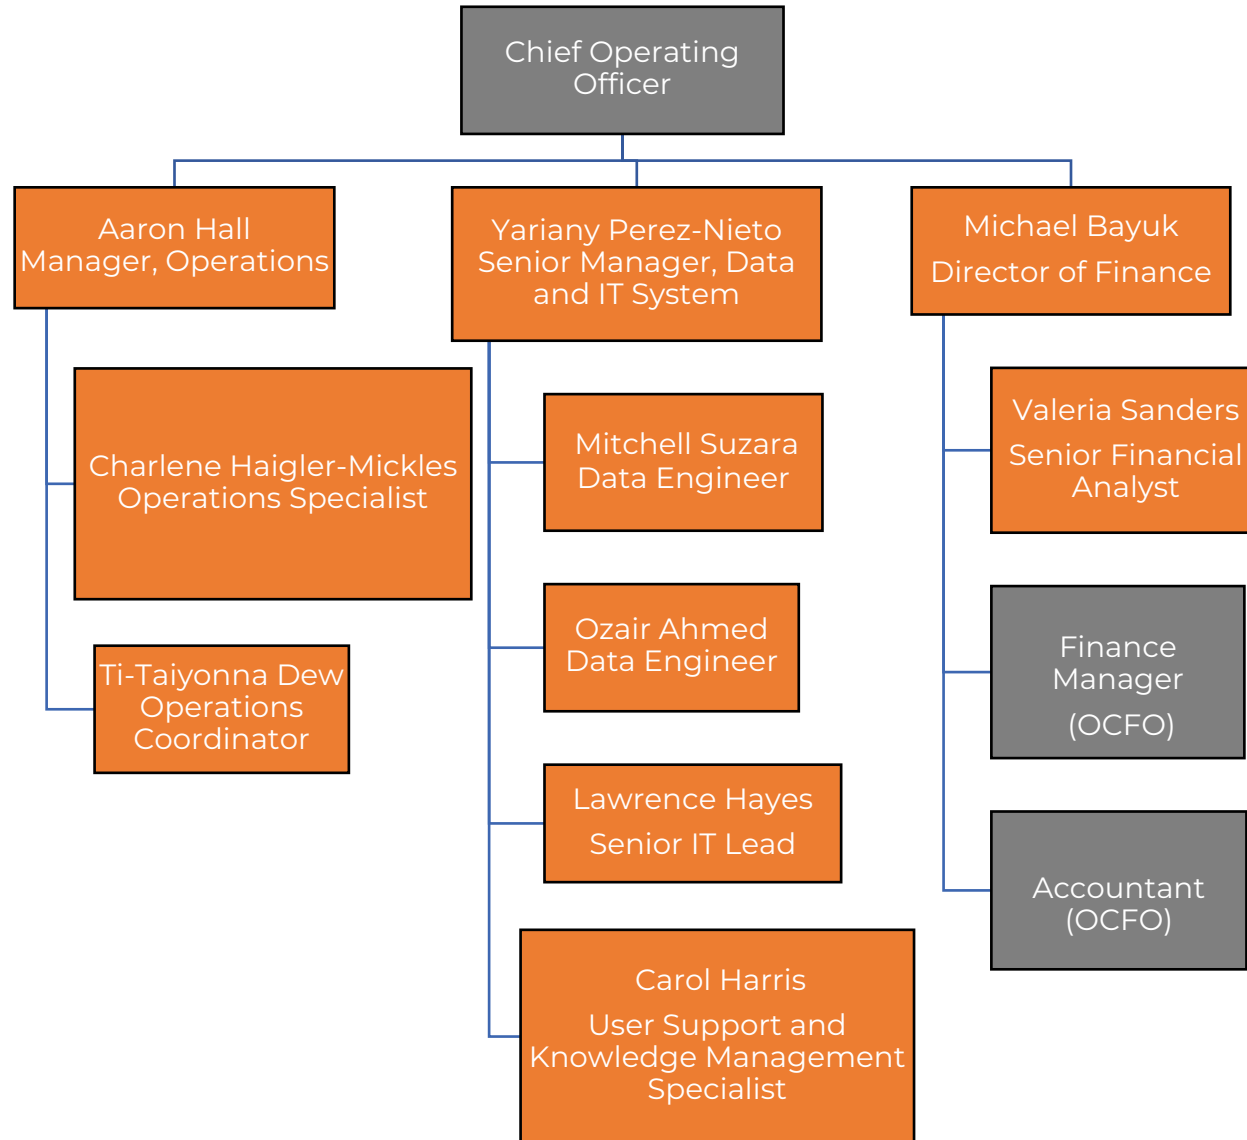 Chief Operating
Officer
Aaron Hall
Manager, Operations
Charlene Haigler-Mickles
Operations Specialist
Ti-Taiyonna Dew
Operations
Coordinator
Yariany Perez-Nieto
Senior Manager, Data
and IT System
Mitchell Suzara
Data Engineer
Ozair Ahmed
Data Engineer
Lawrence Hayes
Senior IT Lead
Carol Harris
User Support and
Knowledge Management
Specialist
Michael Bayuk
Director of Finance
Valeria Sanders
Senior Financial
Analyst
Finance
Manager
(OCFO)
Accountant
(OCFO)